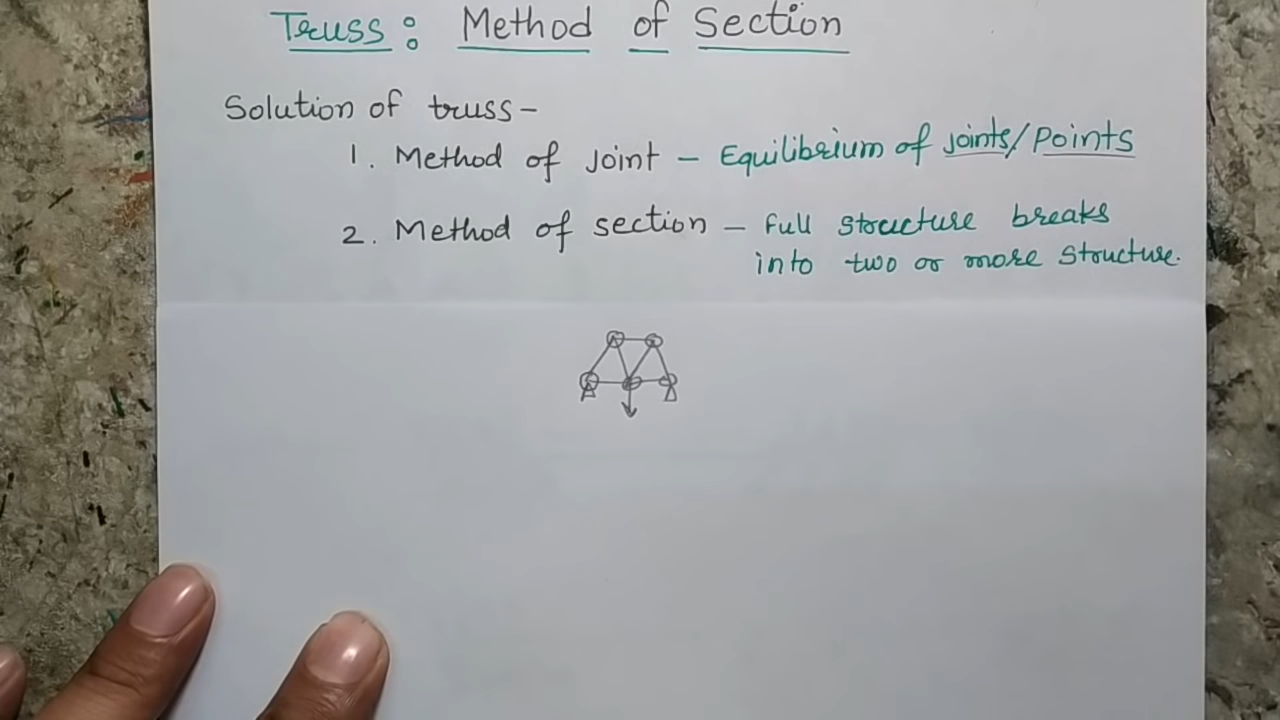 Truss: Method of Section
Solution of truss-
1. Method of Joint - Equilibrium of joints/Points
2. Method of section - full structure breaks
into two or more structure.